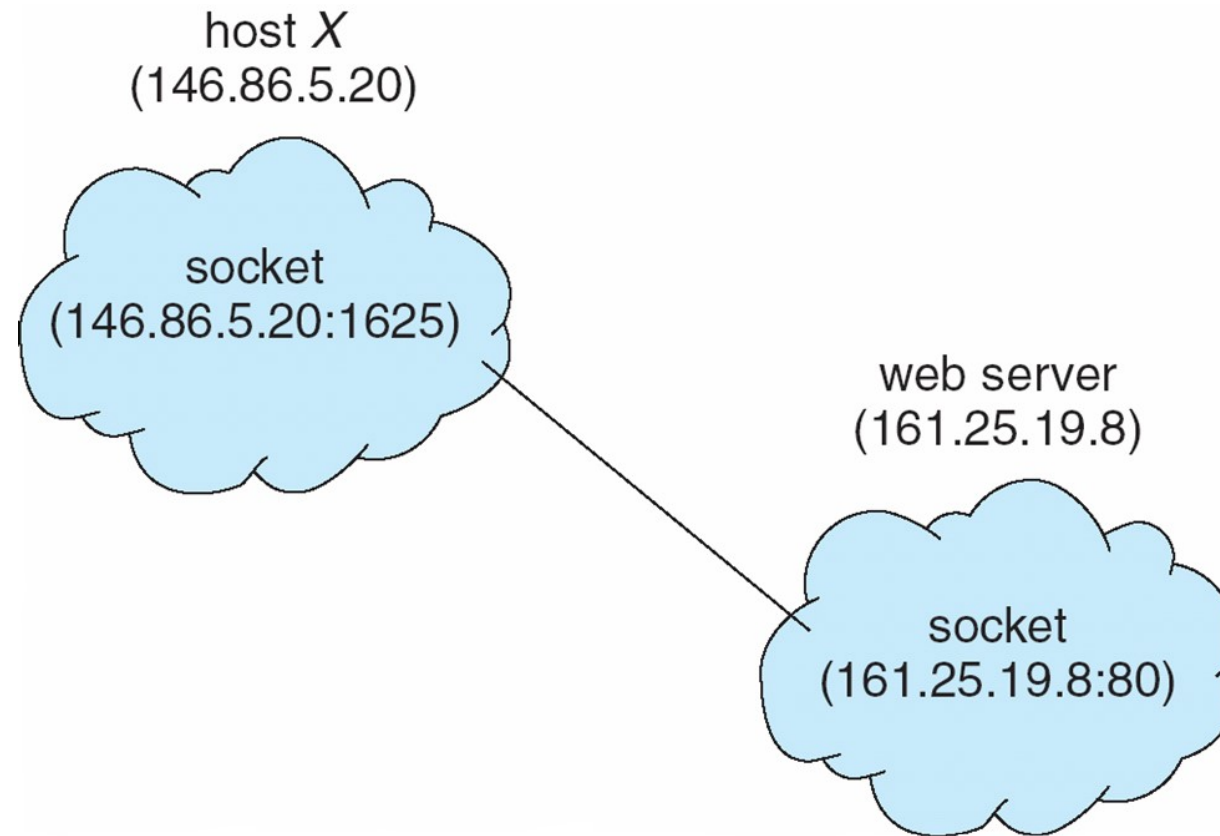 host X
(146.86.5.20)
socket
(146.86.5.20:1625)
web server
(161.25.19.8)
socket
(161.25.19.8:80)